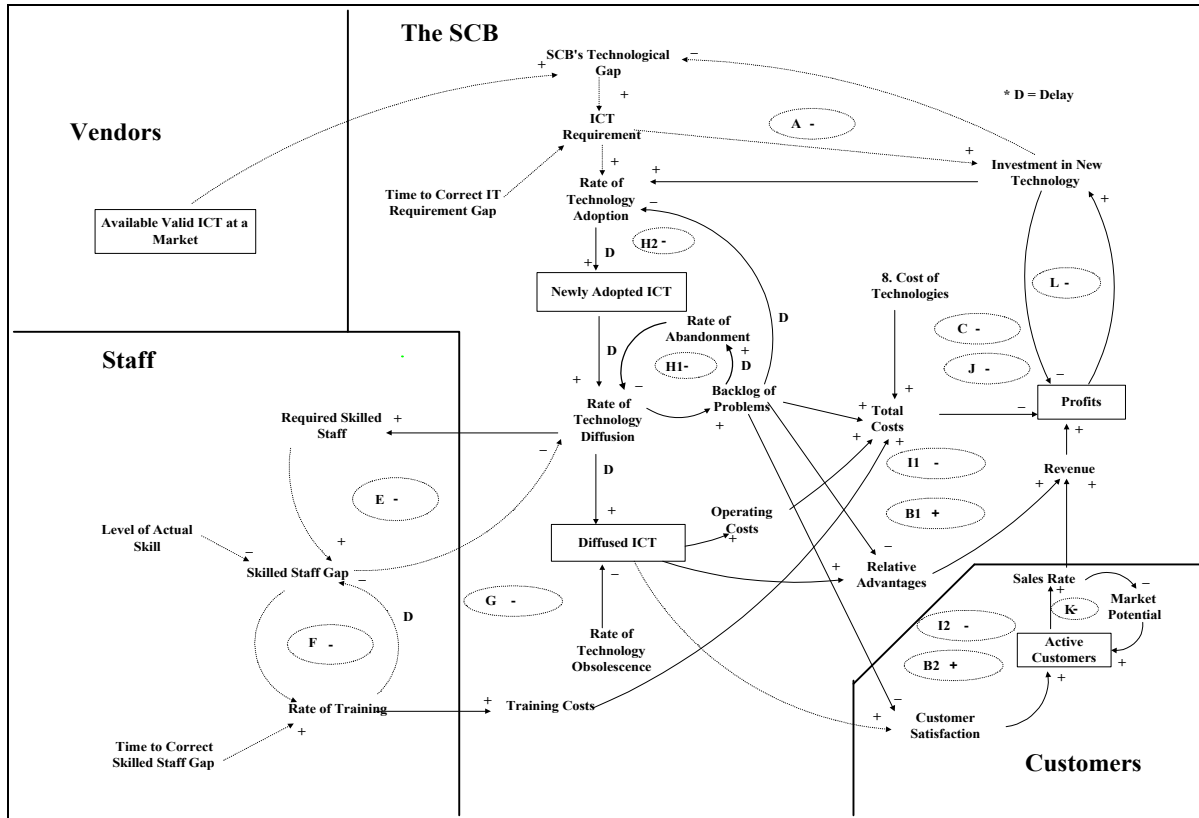 The SCB
SCB's Technological
Gap
* D = Delay
Vendors
ICT
Requirement
A -
Investment in New
Technology
Time to Correct IT
Requirement Gap
Rate of
Technology
Adoption
Available Valid ICT at a
Market
H2 -
D
Newly Adopted ICT
8. Cost of
Technologies
L -
Rate of
Abandonment
D
C -
Staff
D
H1-
D
J -
Required Skilled
Staff
Rate of
Technology
Diffusion
Backlog of
Problems
Total
Costs
Profits
D
I1 -
Revenue
E -
B1 +
Level of Actual
Skill
Operating
Costs
Diffused ICT
Skilled Staff Gap
Relative
Advantages
Sales Rate
Market
Potential
K-
D
G -
I2 -
Active
Customers
F -
Rate of
Technology
Obsolescence
B2 +
Rate of Training
Training Costs
Customer
Satisfaction
Time to Correct
Skilled Staff Gap
Customers
+
−
+
+
+
+
+
−
+
+
+
−
+
−
+
+
+
−
+
−
+
+
−
+
+
+
−
+
−
+
−
+
−
−
+
+
−
+
+
−
+
+
+
+